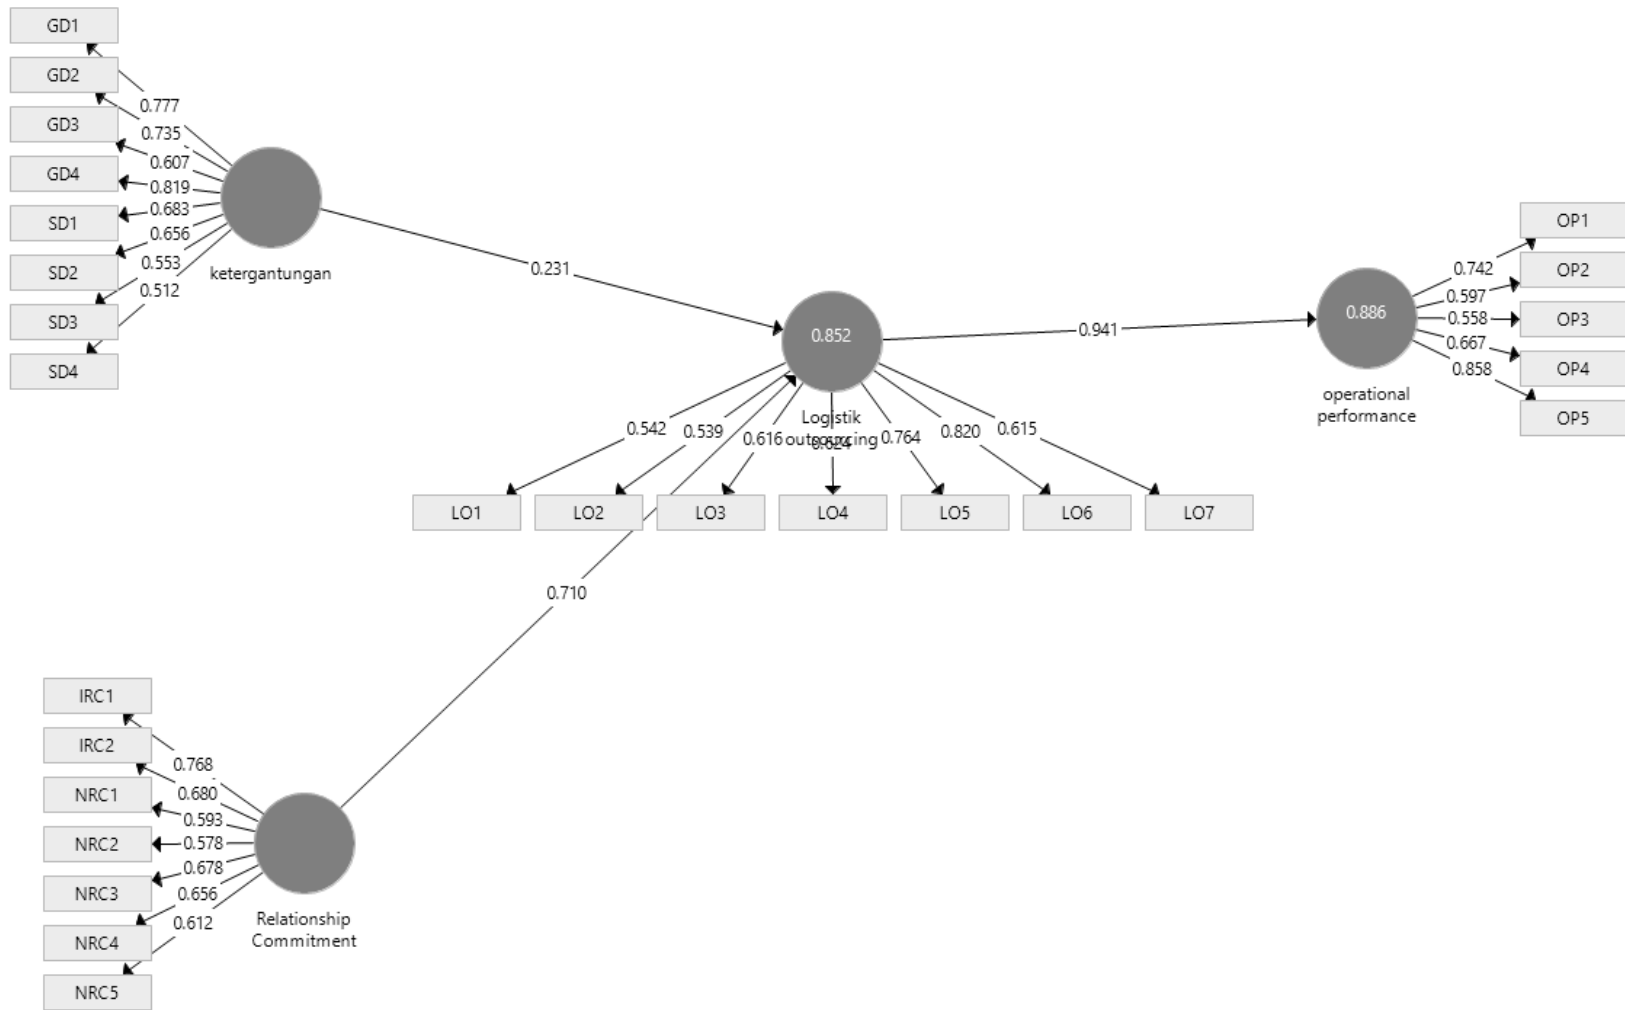 GD1
GD2
GD3
GD4
SD1
SD2
SD3
SD4
0.777
0.735
0.607
0.819
0.683
0.656
0.553
0.512
ketergantungan
0.231
0.852
Logistik
outsourcing
0.941
0.886
operational
performance
0.742
0.597
0.558
0.667
0.858
OP1
OP2
OP3
OP4
OP5
0.542
0.539
0.616
0.624
0.764
0.820
0.615
LO1
LO2
LO3
LO4
LO5
LO6
LO7
0.710
IRC1
IRC2
NRC1
NRC2
NRC3
NRC4
NRC5
0.768
0.680
0.593
0.578
0.678
0.656
0.612
Relationship
Commitment